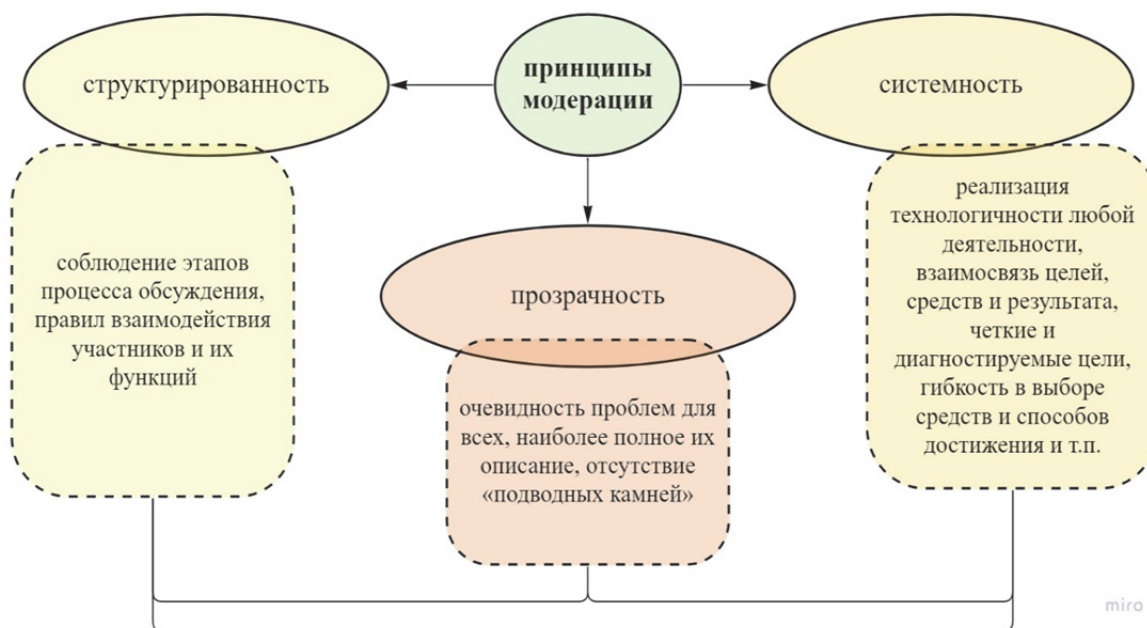 принципы
модерации
структурированность
системность
соблюдение этапов
процесса обсуждения,
правил взаимодействия
участников и их
функций
прозрачность
очевидность проблем для
всех, наиболее полное их
описание, отсутствие
«подводных камней»
реализация
технологичности любой
деятельности,
взаимосвязь целей,
средств и результата,
четкие и
диагностируемые цели,
гибкость в выборе
средств и способов
достижения и т.п.
miro